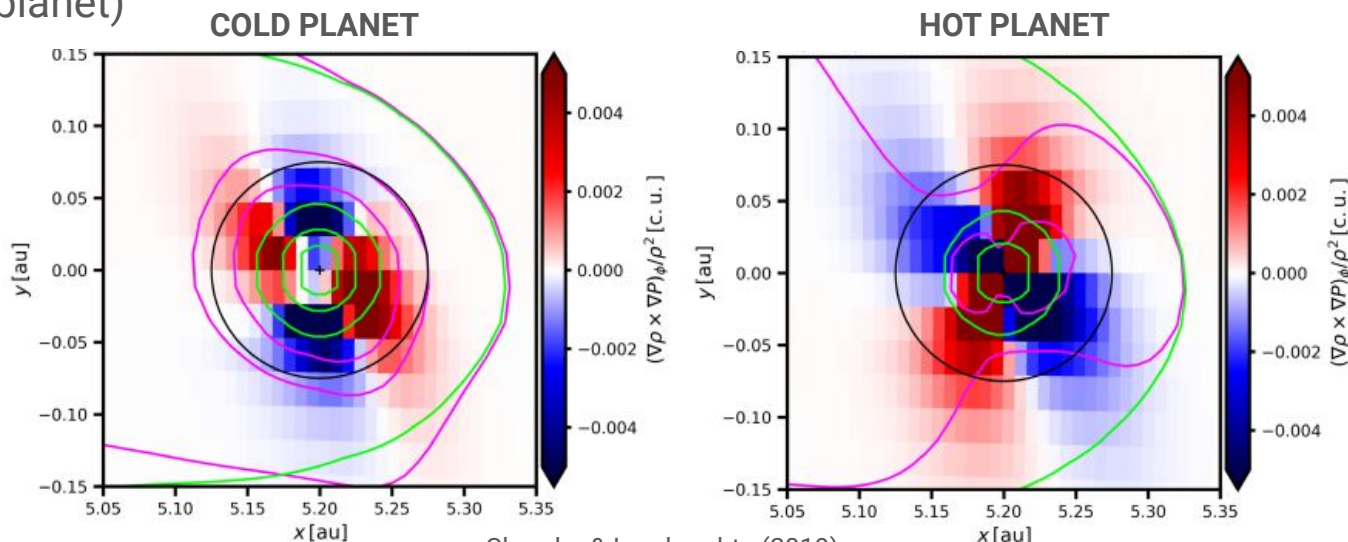 planet)
COLD PLANET
HOT PLANET
0.15
0.10
0.05
0.00
−0.05
−0.10
−0.15
y [au]
5.05 5.10 5.15 5.20 5.25 5.30 5.35
x [au]
0.004
0.002
0.000
−0.002
−0.004
(∇ρ × ∇P)ϕ/ρ² [c. u.]
0.15
0.10
0.05
0.00
−0.05
−0.10
−0.15
y [au]
5.05 5.10 5.15 5.20 5.25 5.30 5.35
x [au]
0.004
0.002
0.000
−0.002
−0.004
(∇ρ × ∇P)ϕ/ρ² [c. u.]